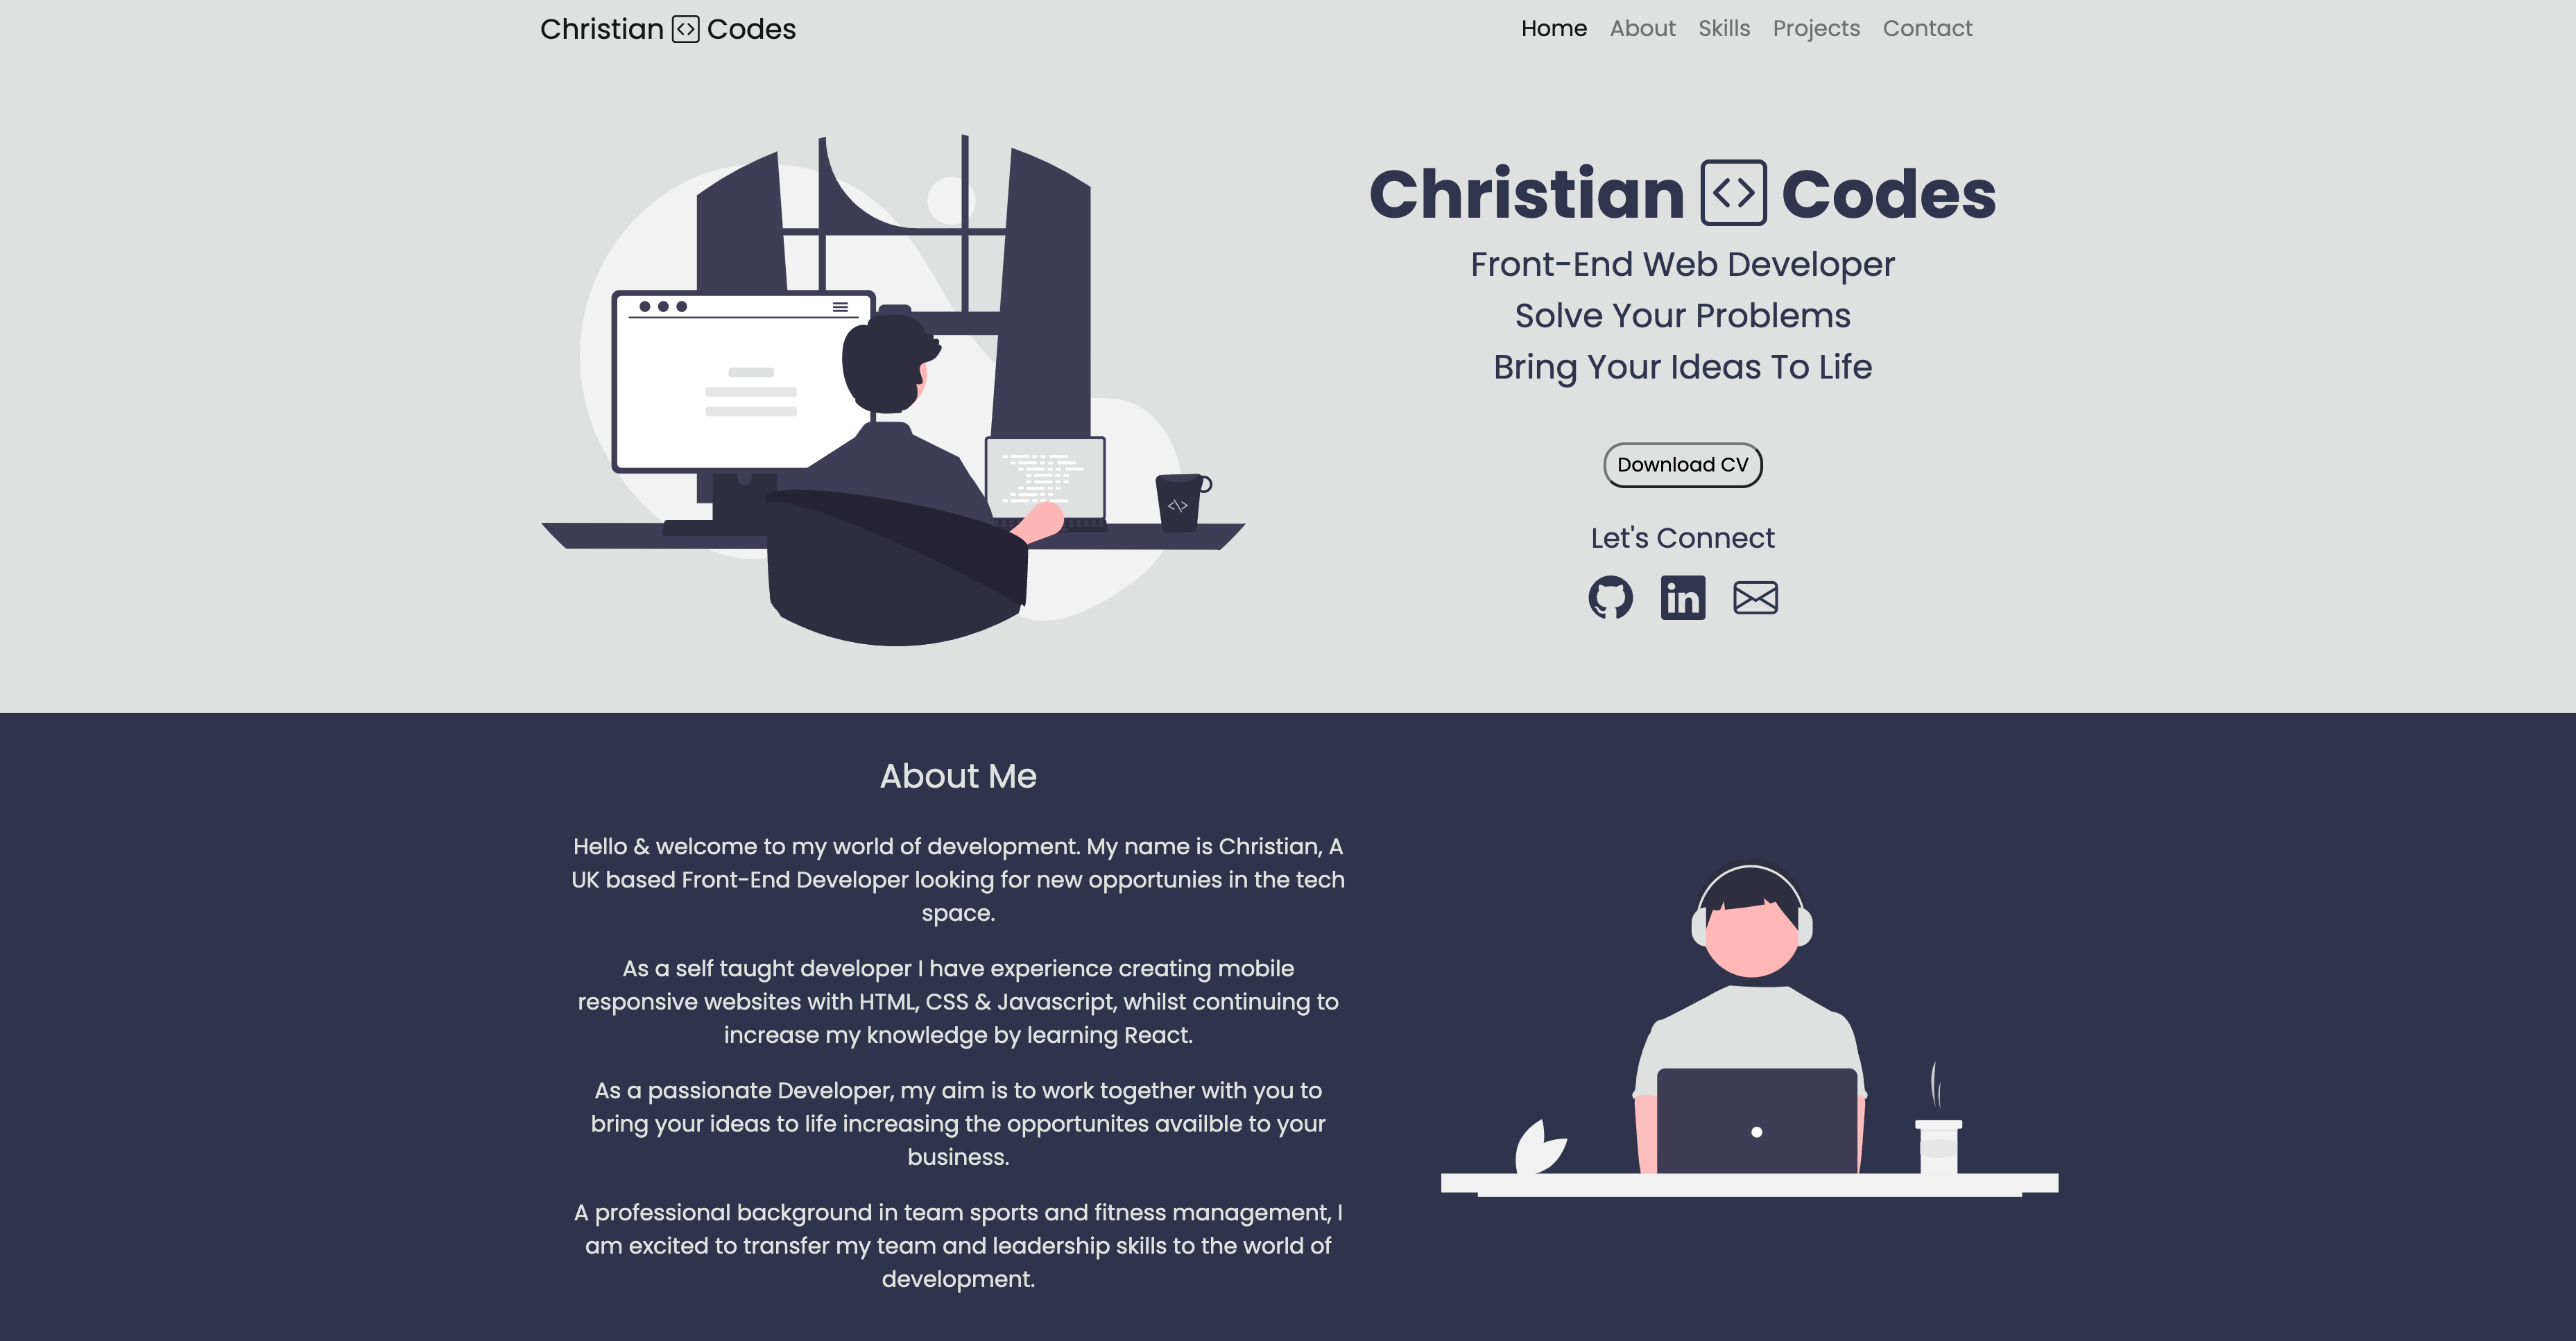 Christian <> Codes
Home About Skills Projects Contact
Christian <> Codes
Front-End Web Developer
Solve Your Problems
Bring Your Ideas To Life
Download CV
Let's Connect
in
<\>
About Me
Hello & welcome to my world of development. My name is Christian, A
UK based Front-End Developer looking for new opportunies in the tech
space.
As a self taught developer I have experience creating mobile
responsive websites with HTML, CSS & Javascript, whilst continuing to
increase my knowledge by learning React.
As a passionate Developer, my aim is to work together with you to
bring your ideas to life increasing the opportunites availble to your
business.
A professional background in team sports and fitness management, I
am excited to transfer my team and leadership skills to the world of
development.